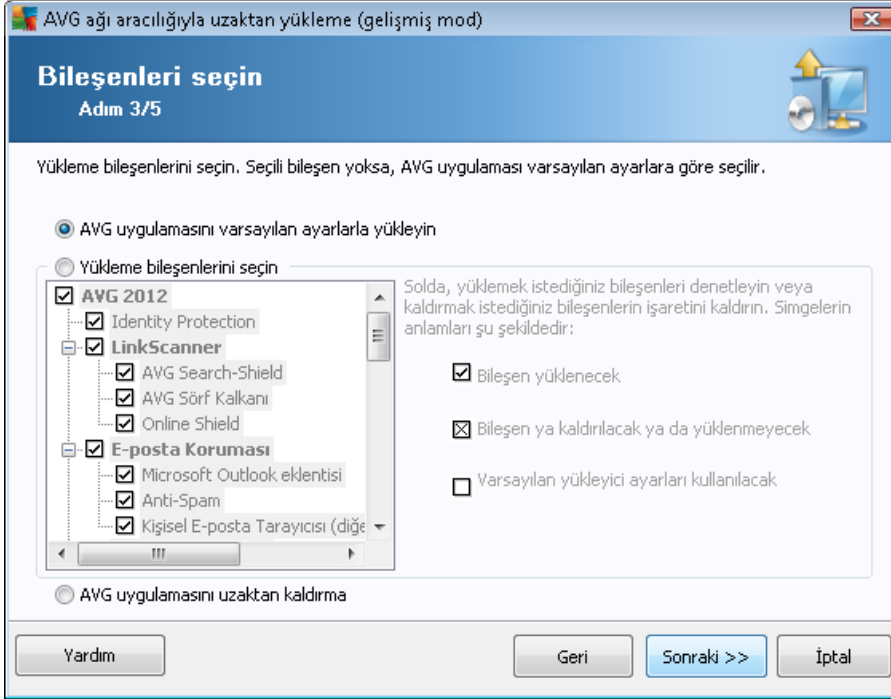 AVG ağı aracılığıyla uzaktan yükleme (gelişmiş mod)
Bileşenleri seçin
Adım 3/5
Yükleme bileşenlerini seçin. Seçili bileşen yoksa, AVG uygulaması varsayılan ayarlara göre seçilir.
AVG uygulamasını varsayılan ayarlarla yükleyin
Yükleme bileşenlerini seçin
AVG 2012
Identity Protection
LinkScanner
AVG Search-Shield
AVG Sörf Kalkanı
Online Shield
E-posta Koruması
Microsoft Outlook eklentisi
Anti-Spam
Kişisel E-posta Tarayıcısı (diğe
Solda, yüklemek istediğiniz bileşenleri denetleyin veya
kaldırmak istediğiniz bileşenlerin işaretini kaldırın. Simgelerin
anlamları şu şekildedir:
Bileşen yüklenecek
Bileşen ya kaldırılacak ya da yüklenmeyecek
Varsayılan yükleyici ayarları kullanılacak
AVG uygulamasını uzaktan kaldırma
Yardım
Geri
Sonraki >>
İptal